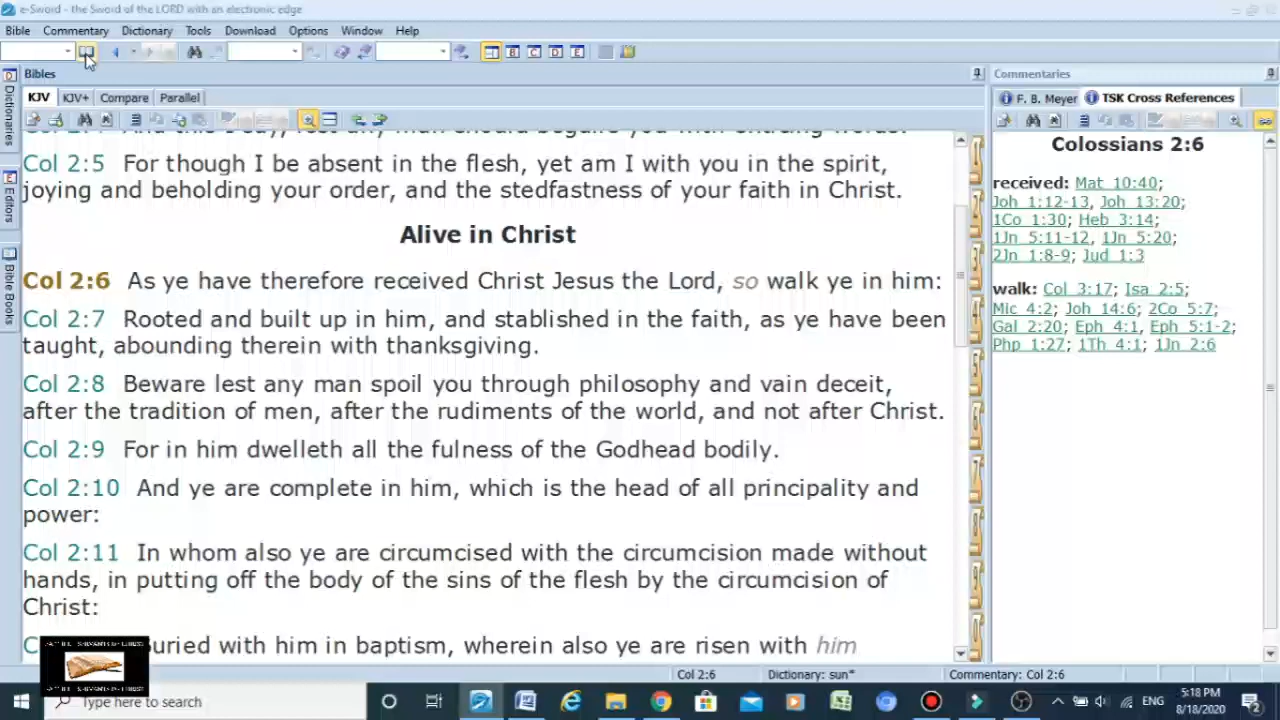 e-Sword - the Sword of the LORD with an electronic edge
Bible Commentary Dictionary Tools Download Options Window Help
Bibles
KJV KJV+ Compare Parallel
Col 2:5 For though I be absent in the flesh, yet am I with you in the spirit,
joying and beholding your order, and the stedfastness of your faith in Christ.
Alive in Christ
Col 2:6 As ye have therefore received Christ Jesus the Lord, so walk ye in him:
Col 2:7 Rooted and built up in him, and stablished in the faith, as ye have been
taught, abounding therein with thanksgiving.
Col 2:8 Beware lest any man spoil you through philosophy and vain deceit,
after the tradition of men, after the rudiments of the world, and not after Christ.
Col 2:9 For in him dwelleth all the fulness of the Godhead bodily.
Col 2:10 And ye are complete in him, which is the head of all principality and
power:
Col 2:11 In whom also ye are circumcised with the circumcision made without
hands, in putting off the body of the sins of the flesh by the circumcision of
Christ:
uried with him in baptism, wherein also ye are risen with him
Dictionaries
Editors
Bible Books
Commentaries
F. B. Meyer TSK Cross References
Colossians 2:6
received: Mat 10:40;
Joh 1:12-13, Joh 13:20;
1Co 1:30; Heb 3:14;
1Jn 5:11-12, 1Jn 5:20;
2Jn 1:8-9; Jud 1:3
walk: Col 3:17; Isa 2:5;
Mic 4:2; Joh 14:6; 2Co 5:7;
Gal 2:20; Eph 4:1, Eph 5:1-2;
Php 1:27; 1Th 4:1; 1Jn 2:6
Col 2:6 Dictionary: sun* Commentary: Col 2:6
Type here to search
ENG
5:18 PM
8/18/2020